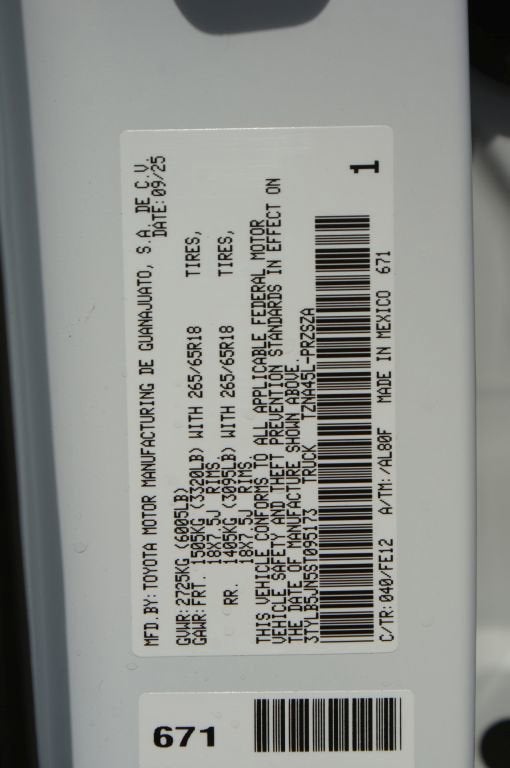 MFD.BY: TOYOTA MOTOR MANUFACTURING DE GUANAJUATO, S.A. DE C.V.
DATE: 09/25
GVWR: 2725KG (6005LB)
GAWR: FRT. 1505KG (3320LB) WITH 265/65R18 TIRES,
18X7.5J RIMS
RR. 1405KG (3095LB) WITH 265/65R18 TIRES,
18X7.5J RIMS
THIS VEHICLE CONFORMS TO ALL APPLICABLE FEDERAL MOTOR
VEHICLE SAFETY AND THEFT PREVENTION STANDARDS IN EFFECT ON
THE DATE OF MANUFACTURE SHOWN ABOVE.
3TYLB5JN5ST095173 TRUCK TZNA45L-PRZSZA
C/TR: 040/FE12 A/TM: /AL80F MADE IN MEXICO 671
1
671